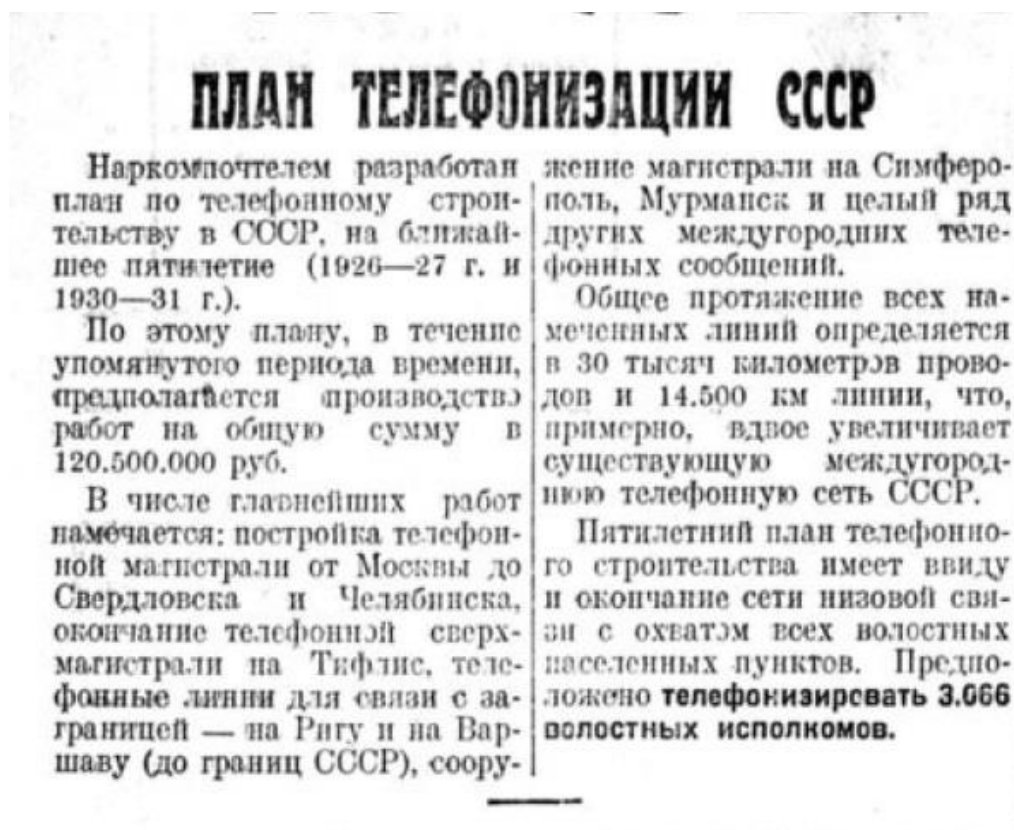 ПЛАН ТЕЛЕФОНИЗАЦИИ СССР
Наркомпочтелем разработан
план по телефонному строи-
тельству в СССР, на ближай-
шее пятилетие (1926—27 г. и
1930—31 г.).
По этому плану, в течение
упомянутого периода времени,
предполагается производство
работ на общую сумму в
120.500.000 руб.
В числе главнейших работ
намечается: постройка телефон-
ной магистрали от Москвы до
Свердловска и Челябинска,
окончание телефонной сверх-
магистрали на Тифлис, теле-
фонные линии для связи с за-
границей — на Ригу и на Вар-
шаву (до границ СССР), соору-
жение магистрали на Симферо-
поль, Мурманск и целый ряд
других междугородних теле-
фонных сообщений.
Общее протяжение всех на-
меченных линий определяется
в 30 тысяч километров прово-
дов и 14.500 км линии, что,
примерно, вдвое увеличивает
существующую междугород-
нюю телефонную сеть СССР.
Пятилетний план телефонно-
го строительства имеет ввиду
и окончание сети низовой свя-
зи с охватом всех волостных
населенных пунктов. Предпо-
ложено телефонизировать 3.066
волостных исполкомов.